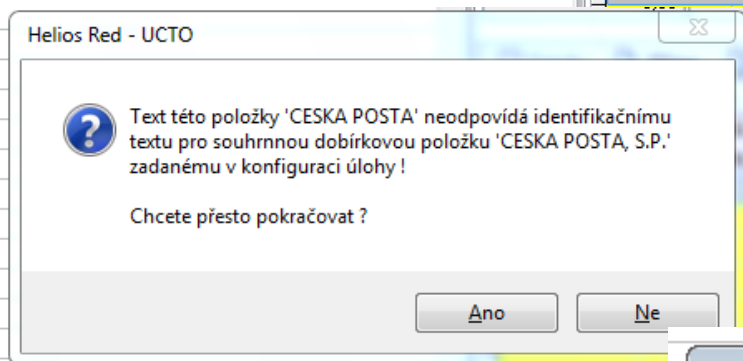 Helios Red - UCTO
Text této položky 'CESKA POSTA' neodpovídá identifikačnímu
textu pro souhrnnou dobírkovou položku 'CESKA POSTA, S.P.'
zadanému v konfiguraci úlohy !
Chcete přesto pokračovat ?
Ano
Ne